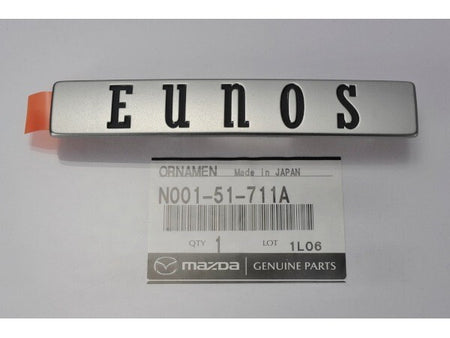 EUNOS
ORNAMEN Made in JAPAN
N001-51-711A
QTY 1 LOT 1L06
mazda GENUINE PARTS